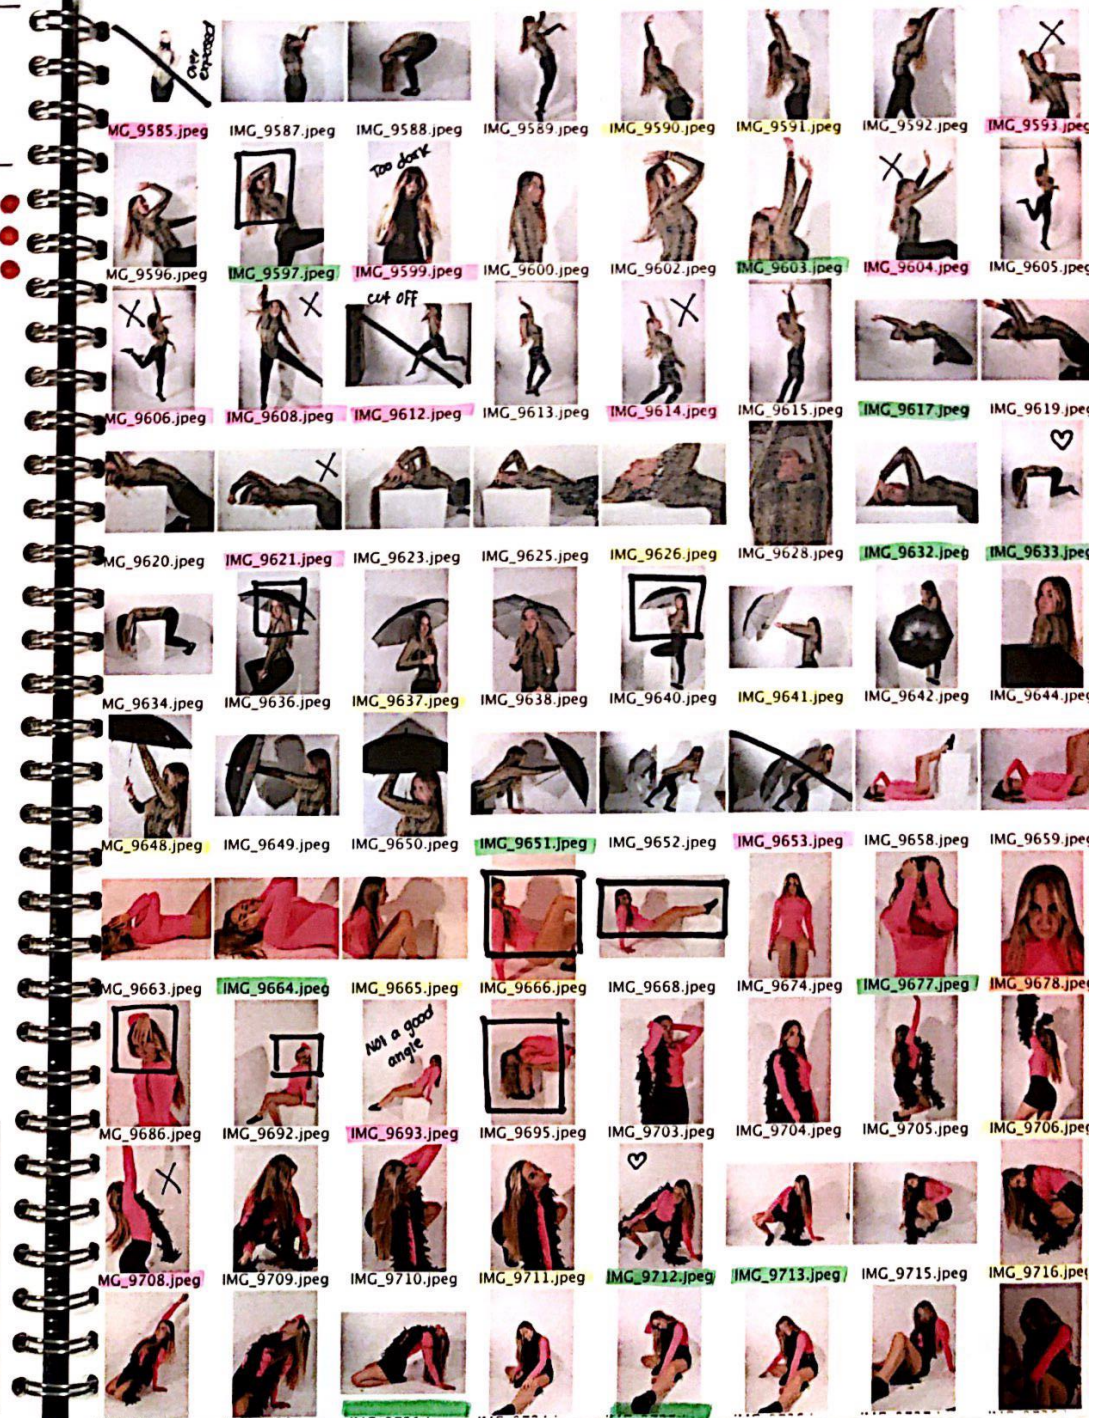 over exposed
MG_9585.jpeg IMG_9587.jpeg IMG_9588.jpeg IMG_9589.jpeg IMG_9590.jpeg IMG_9591.jpeg IMG_9592.jpeg IMG_9593.jpeg
Too dark
MG_9596.jpeg IMG_9597.jpeg IMG_9599.jpeg IMG_9600.jpeg IMG_9602.jpeg IMG_9603.jpeg IMG_9604.jpeg IMG_9605.jpeg
cut OFF
MG_9606.jpeg IMG_9608.jpeg IMG_9612.jpeg IMG_9613.jpeg IMG_9614.jpeg IMG_9615.jpeg IMG_9617.jpeg IMG_9619.jpeg
MG_9620.jpeg IMG_9621.jpeg IMG_9623.jpeg IMG_9625.jpeg IMG_9626.jpeg IMG_9628.jpeg IMG_9632.jpeg IMG_9633.jpeg
MG_9634.jpeg IMG_9636.jpeg IMG_9637.jpeg IMG_9638.jpeg IMG_9640.jpeg IMG_9641.jpeg IMG_9642.jpeg IMG_9644.jpeg
MG_9648.jpeg IMG_9649.jpeg IMG_9650.jpeg IMG_9651.jpeg IMG_9652.jpeg IMG_9653.jpeg IMG_9658.jpeg IMG_9659.jpeg
MG_9663.jpeg IMG_9664.jpeg IMG_9665.jpeg IMG_9666.jpeg IMG_9668.jpeg IMG_9674.jpeg IMG_9677.jpeg IMG_9678.jpeg
Not a good
angle
MG_9686.jpeg IMG_9692.jpeg IMG_9693.jpeg IMG_9695.jpeg IMG_9703.jpeg IMG_9704.jpeg IMG_9705.jpeg IMG_9706.jpeg
MG_9708.jpeg IMG_9709.jpeg IMG_9710.jpeg IMG_9711.jpeg IMG_9712.jpeg IMG_9713.jpeg IMG_9715.jpeg IMG_9716.jpeg